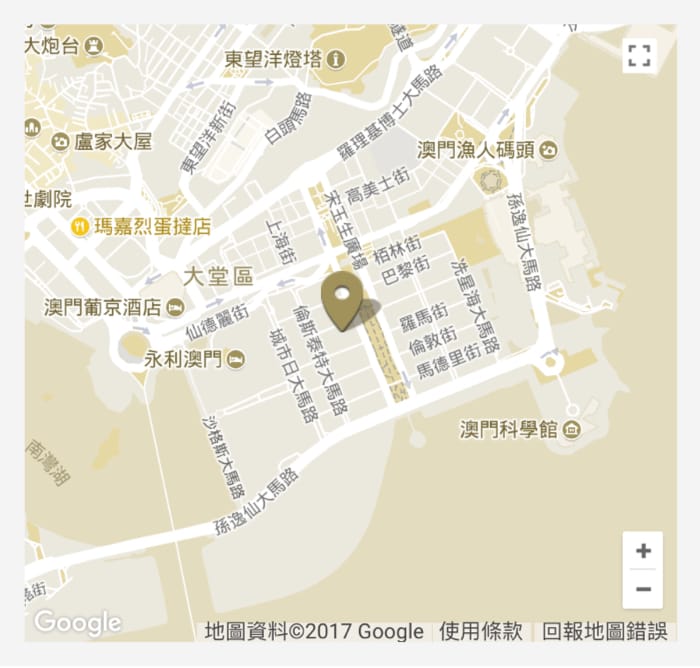 大炮台
東望洋燈塔
隧道
東望洋新街
白頭馬路
羅理基博士大馬路
盧家大屋
澳門漁人碼頭
世劇院
高美士街
宋玉生廣場
孫逸仙大馬路
瑪嘉烈蛋撻店
上海街
栢林街
巴黎街
大堂區
洗星海大馬路
澳門葡京酒店
仙德麗街
倫斯泰特大馬路
羅馬街
倫敦街
馬德里街
永利澳門
城市日大馬路
沙格斯大馬路
澳門科學館
南灣湖
孫逸仙大馬路
路街
+
−
Google
地圖資料©2017 Google
使用條款
回報地圖錯誤